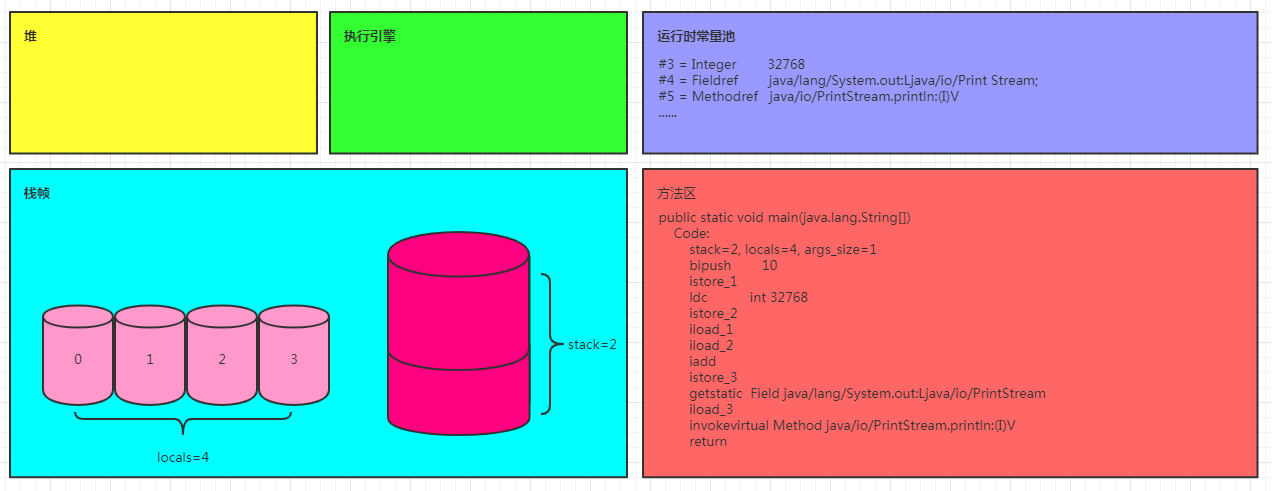 堆
执行引擎
运行时常量池
#3 = Integer 32768
#4 = Fieldref java/lang/System.out:Ljava/io/Print Stream;
#5 = Methodref java/io/PrintStream.println:(I)V
......
栈帧
0
1
2
3
locals=4
stack=2
方法区
public static void main(java.lang.String[])
Code:
stack=2, locals=4, args_size=1
bipush 10
istore_1
ldc int 32768
istore_2
iload_1
iload_2
iadd
istore_3
getstatic Field java/lang/System.out:Ljava/io/PrintStream
iload_3
invokevirtual Method java/io/PrintStream.println:(I)V
return